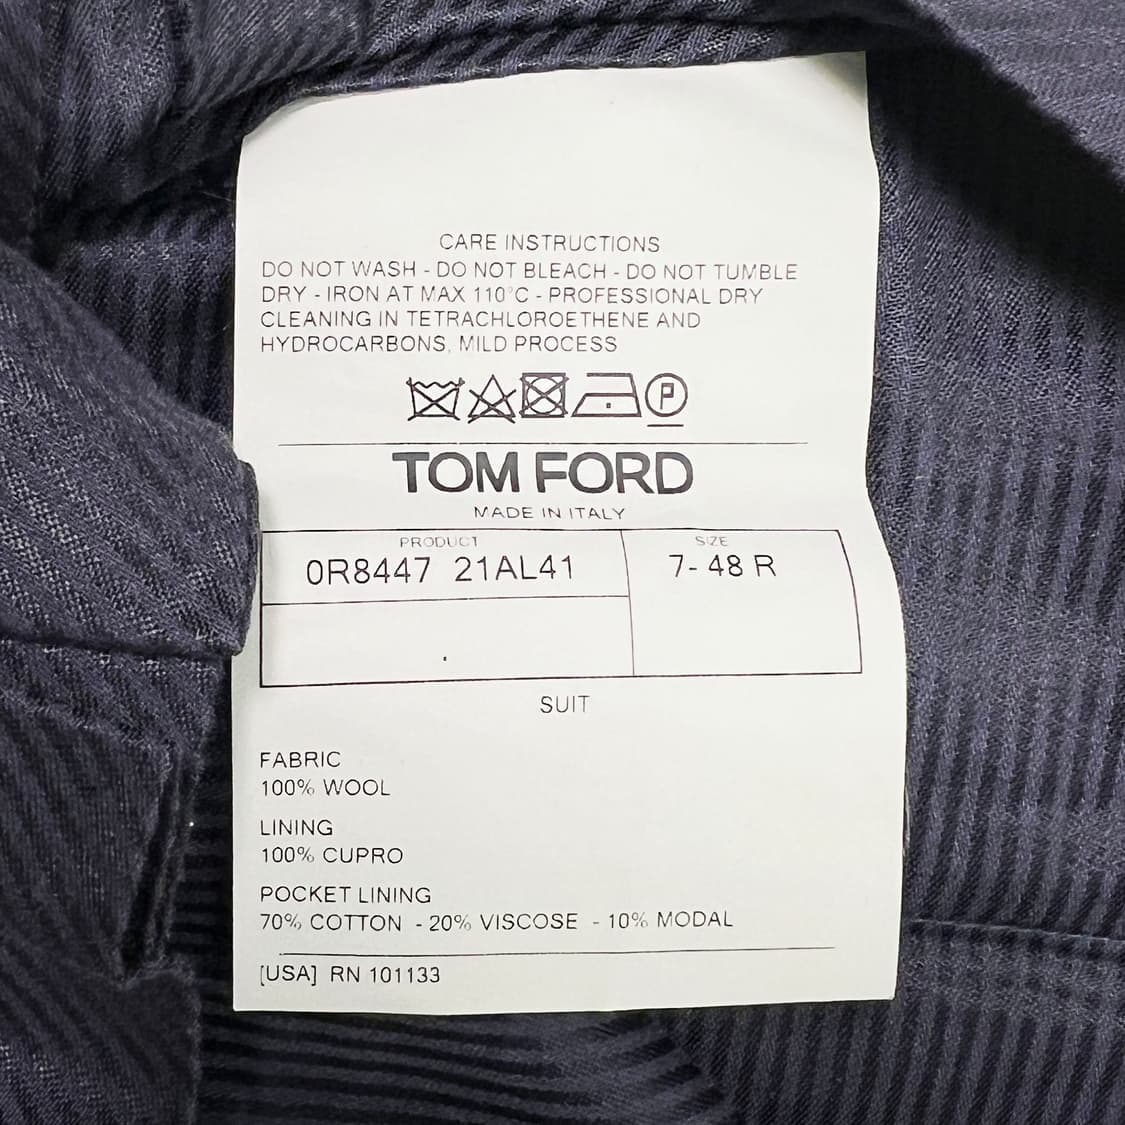 CARE INSTRUCTIONS
DO NOT WASH - DO NOT BLEACH - DO NOT TUMBLE
DRY - IRON AT MAX 110°C - PROFESSIONAL DRY
CLEANING IN TETRACHLOROETHENE AND
HYDROCARBONS, MILD PROCESS
P
TOM FORD
MADE IN ITALY
PRODUCT SIZE
0R8447 21AL41 7- 48 R
SUIT
FABRIC
100% WOOL
LINING
100% CUPRO
POCKET LINING
70% COTTON - 20% VISCOSE - 10% MODAL
[USA] RN 101133